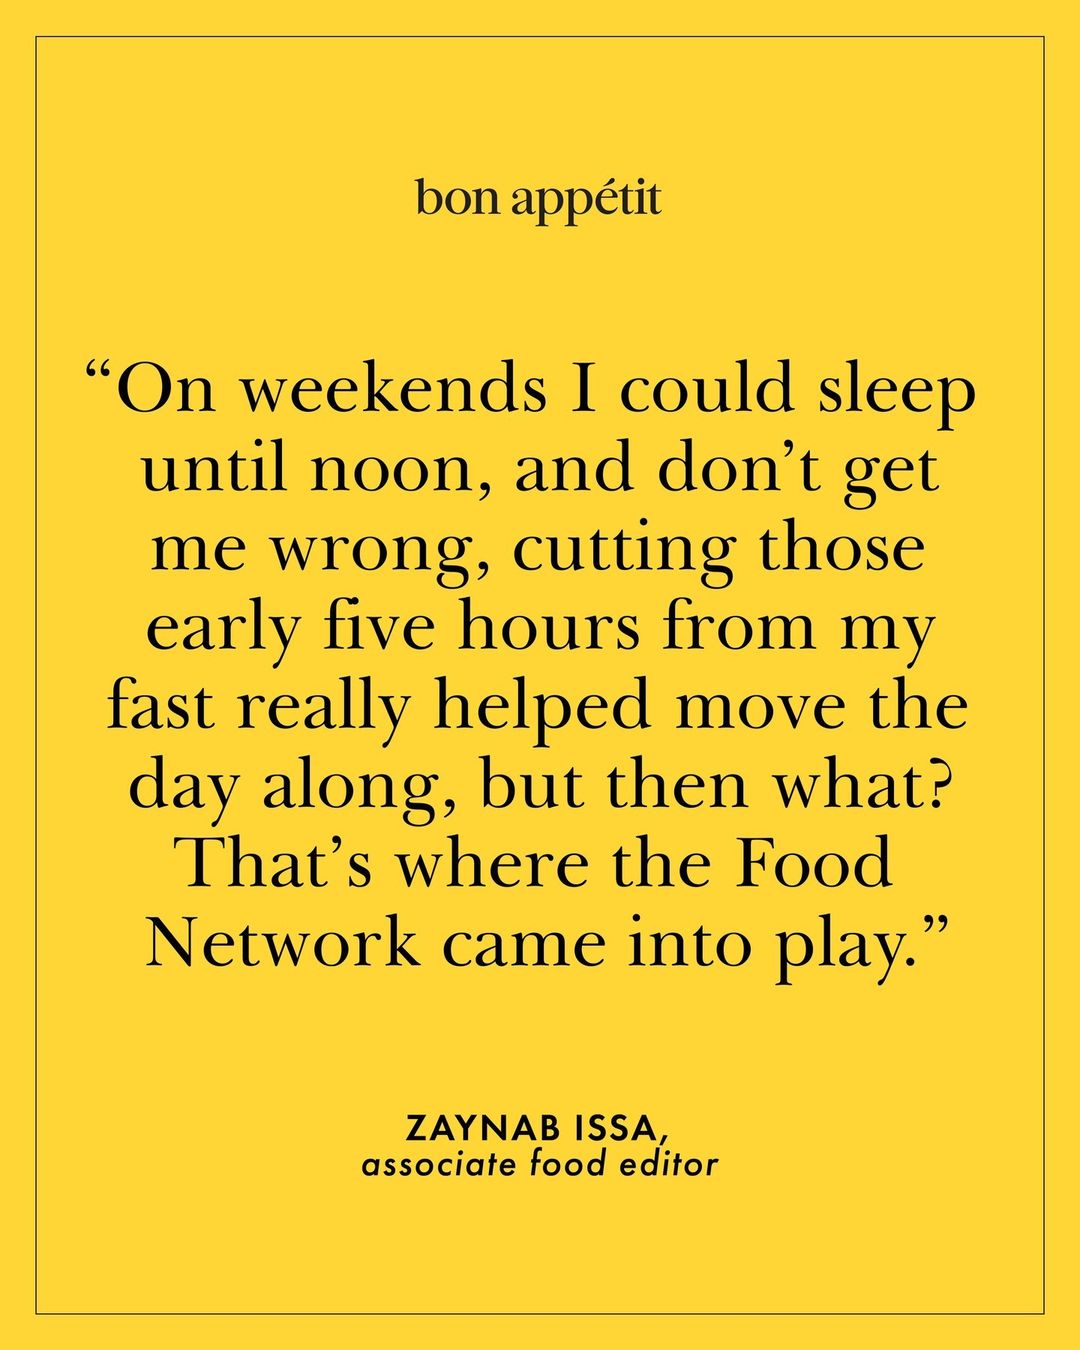 bon appétit
“On weekends I could sleep
until noon, and don’t get
me wrong, cutting those
early five hours from my
fast really helped move the
day along, but then what?
That’s where the Food
Network came into play.”
ZAYNAB ISSA,
associate food editor